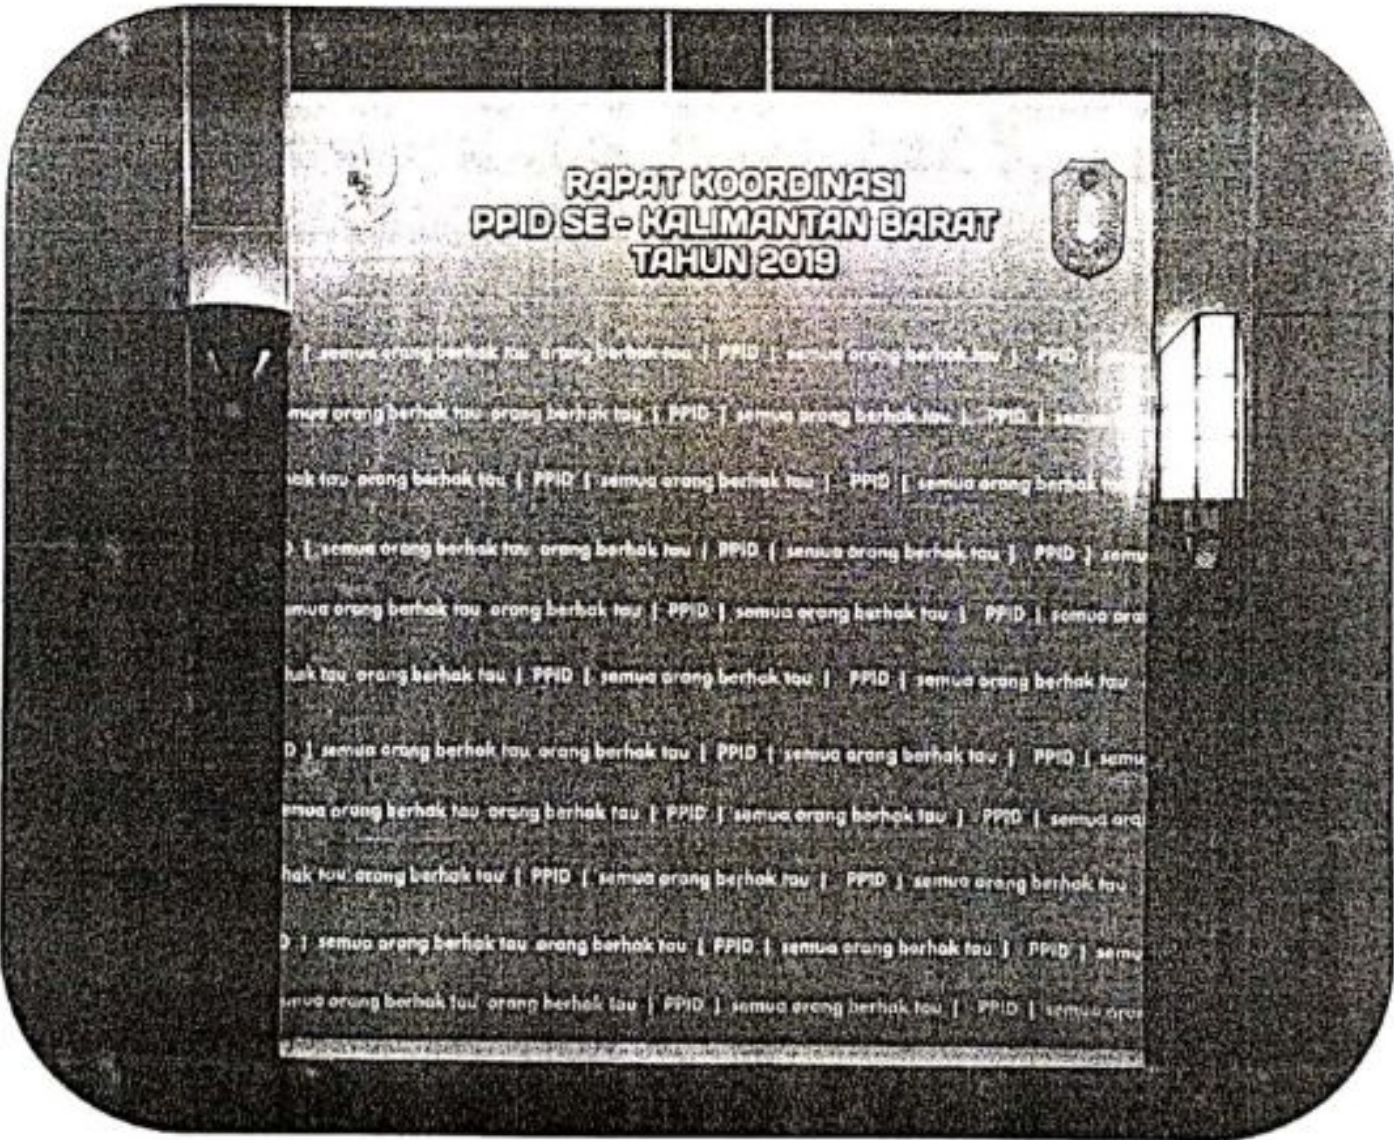 RAPAT KOORDINASI
PPID SE - KALIMANTAN BARAT
TAHUN 2019
| semua orang berhak tau orang berhak tau | PPID | semua orang berhak tau | PPID |
mua orang berhak tau orang berhak tau | PPID | semua orang berhak tau | PPID |
hak tau orang berhak tau | PPID | semua orang berhak tau | PPID | semua orang berhak
D | semua orang berhak tau orang berhak tau | PPID | semua orang berhak tau | PPID | semu
mua orang berhak tau orang berhak tau | PPID | semua orang berhak tau | PPID | semua ora
hak tau orang berhak tau | PPID | semua orang berhak tau | PPID | semua orang berhak tau
D | semua orang berhak tau orang berhak tau | PPID | semua orang berhak tau | PPID | semu
emua orang berhak tau orang berhak tau | PPID | semua orang berhak tau | PPID | semua ora
hak tau orang berhak tau | PPID | semua orang berhak tau | PPID | semua orang berhak tau
D | semua orang berhak tau orang berhak tau | PPID | semua orang berhak tau | PPID | semu
mua orang berhak tau orang berhak tau | PPID | semua orang berhak tau | PPID | semua oran